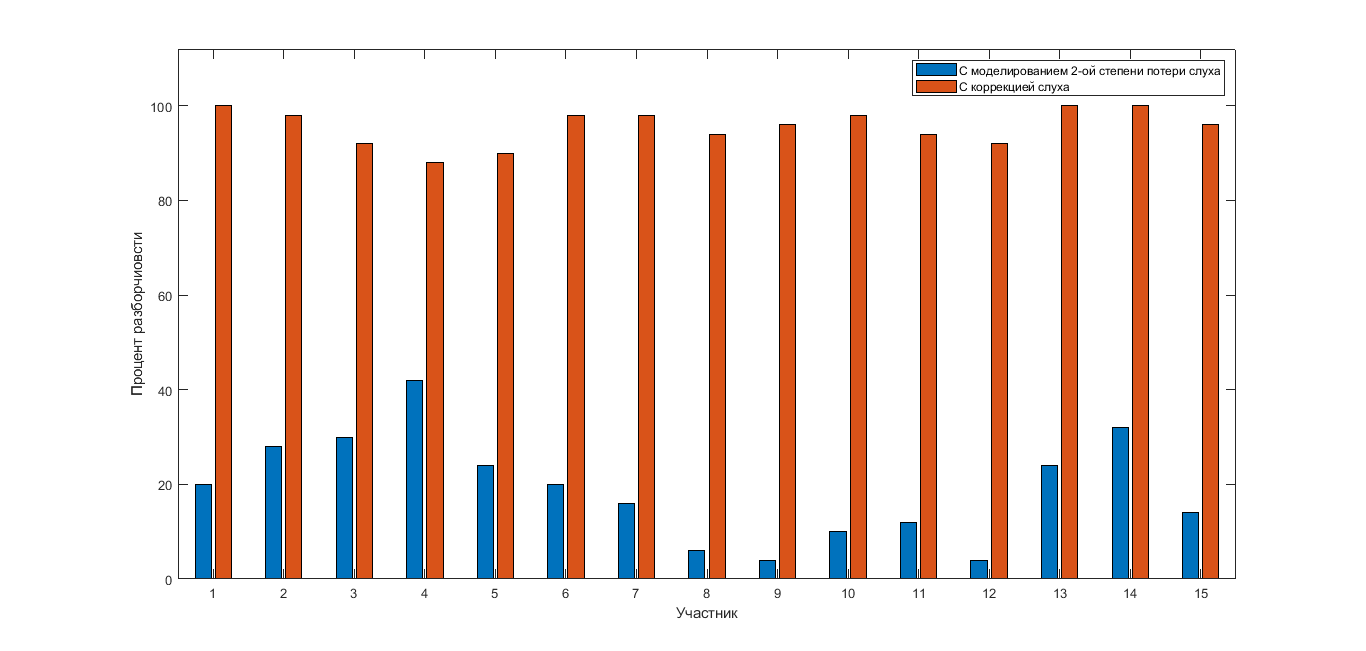 С моделированием 2-ой степени потери слуха
С коррекцией слуха
100
80
60
40
20
0
Процент разборчиовсти
1 2 3 4 5 6 7 8 9 10 11 12 13 14 15
Участник